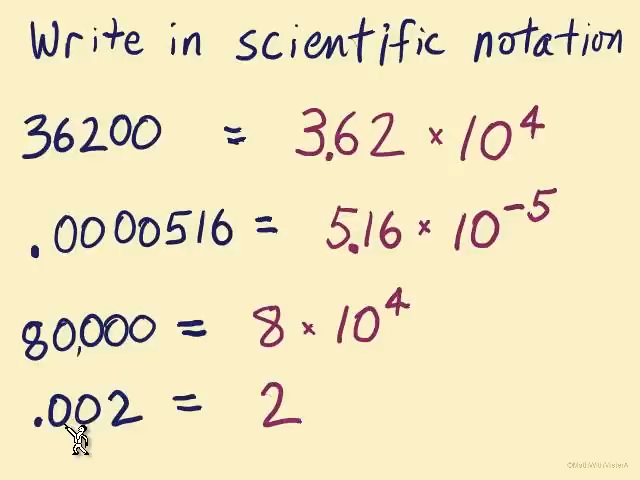 Write in scientific notation
36200 = 3.62 × 10⁴
.0000516 = 5.16 × 10⁻⁵
80,000 = 8 × 10⁴
.002 = 2
©MathWithMisterA